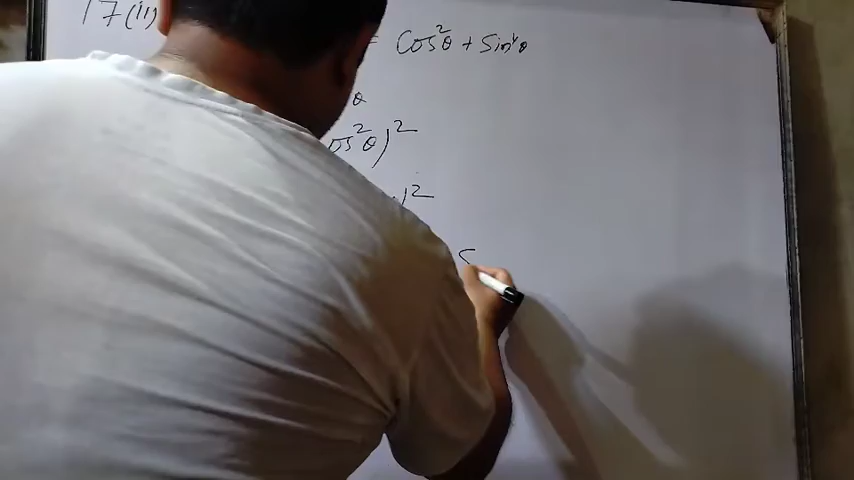 17(ii) = Cos²θ + Sin⁴θ
θ
os²θ)²
)²
S